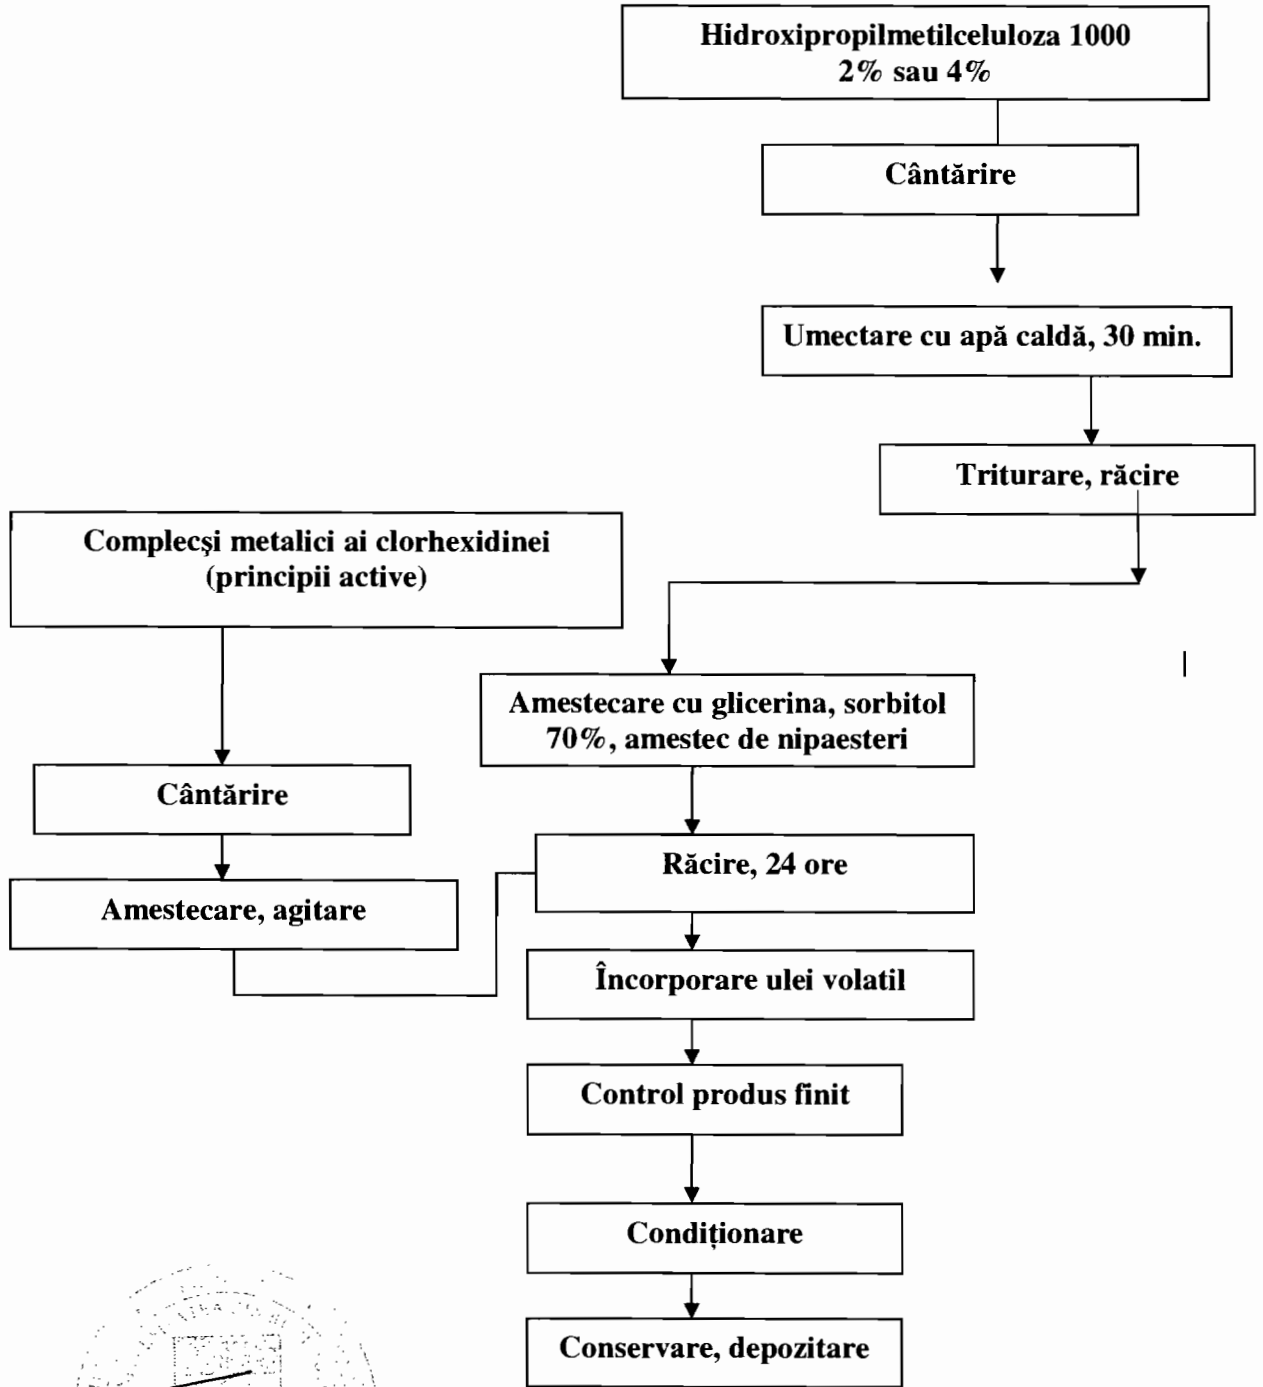 Hidroxipropilmetilceluloza 1000
2% sau 4%
Cântărire
Umectare cu apă caldă, 30 min.
Triturare, răcire
Complecşi metalici ai clorhexidinei
(principii active)
Amestecare cu glicerina, sorbitol
70%, amestec de nipaesteri
Cântărire
Răcire, 24 ore
Amestecare, agitare
Încorporare ulei volatil
Control produs finit
Condiţionare
Conservare, depozitare